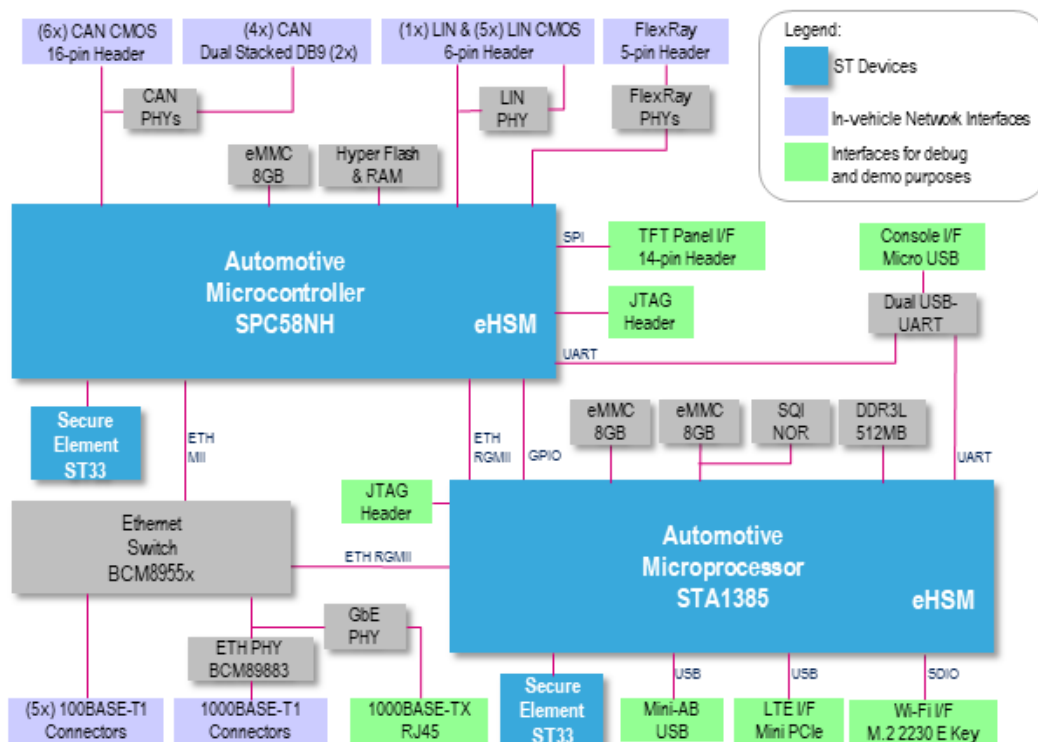 (6x) CAN CMOS
16-pin Header
(4x) CAN
Dual Stacked DB9 (2x)
(1x) LIN & (5x) LIN CMOS
6-pin Header
FlexRay
5-pin Header
Legend:
ST Devices
In-vehicle Network Interfaces
Interfaces for debug
and demo purposes
CAN
PHYs
LIN
PHY
FlexRay
PHYs
eMMC
8GB
Hyper Flash
& RAM
Automotive
Microcontroller
SPC58NH
eHSM
SPI
TFT Panel I/F
14-pin Header
JTAG
Header
Console I/F
Micro USB
Dual USB-
UART
UART
Secure
Element
ST33
ETH
MII
ETH
RGMII
GPIO
eMMC
8GB
eMMC
8GB
SQI
NOR
DDR3L
512MB
UART
JTAG
Header
Ethernet
Switch
BCM8955x
ETH RGMII
Automotive
Microprocessor
STA1385
eHSM
GbE
PHY
ETH PHY
BCM89883
USB
USB
SDIO
(5x) 100BASE-T1
Connectors
1000BASE-T1
Connectors
1000BASE-TX
RJ45
Secure
Element
ST33
Mini-AB
USB
LTE I/F
Mini PCIe
Wi-Fi I/F
M.2 2230 E Key